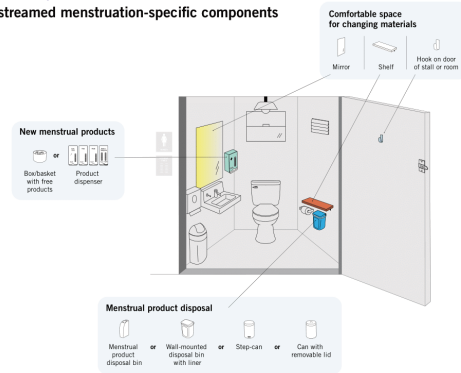 streamed menstruation-specific components
Comfortable space
for changing materials
Mirror
Shelf
Hook on door
of stall or room
New menstrual products
or
Box/basket
with free
products
Product
dispenser
Menstrual product disposal
Menstrual
product
disposal bin
or
Wall-mounted
disposal bin
with liner
or
Step-can
or
Can with
removable lid